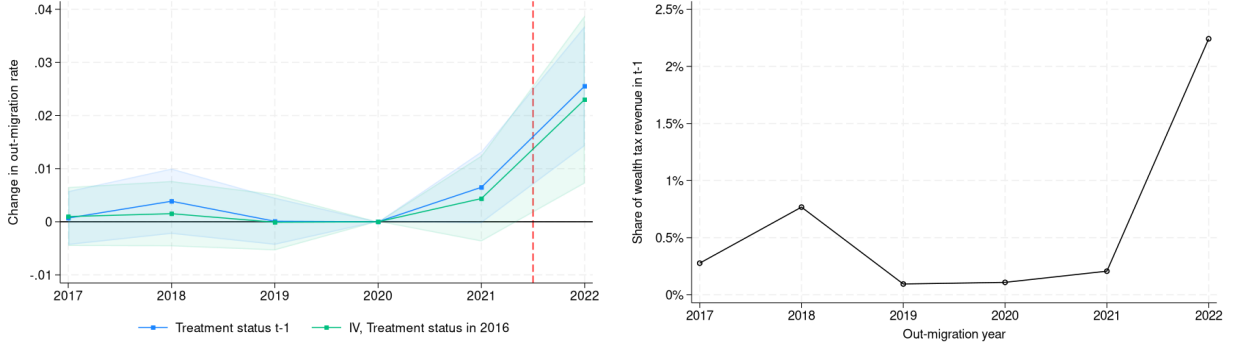 Change in out-migration rate
.04
.03
.02
.01
0
-.01
2017 2018 2019 2020 2021 2022
Treatment status t-1 IV, Treatment status in 2016
Share of wealth tax revenue in t-1
2.5%
2%
1.5%
1%
0.5%
0%
2017 2018 2019 2020 2021 2022
Out-migration year